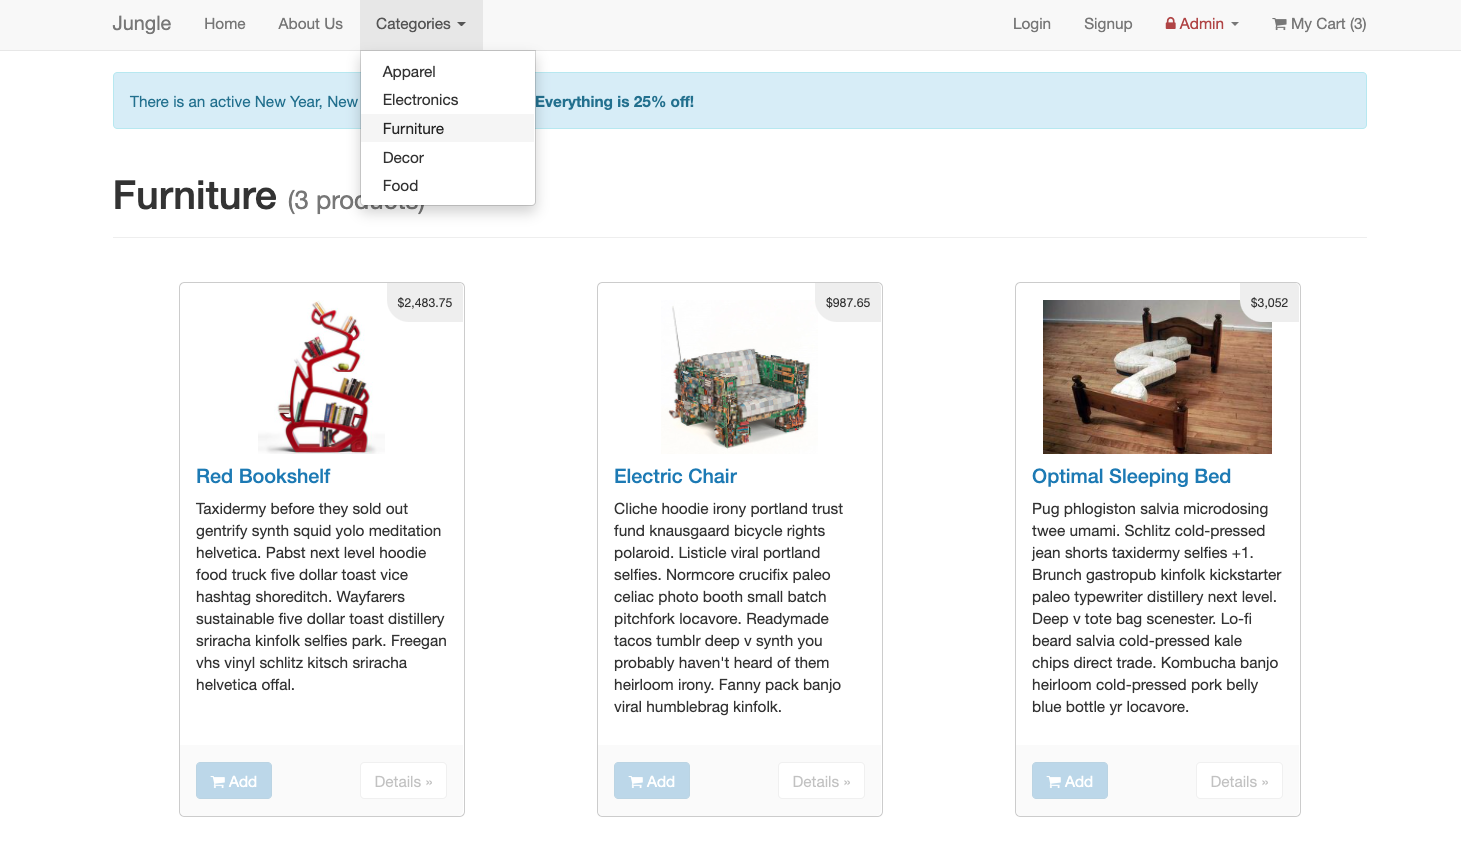 Jungle Home About Us Categories Login Signup Admin My Cart (3)
Apparel
Electronics
Furniture
Decor
Food
There is an active New Year, New Everything is 25% off!
Furniture (3 products)
$2,483.75
Red Bookshelf
Taxidermy before they sold out
gentrify synth squid yolo meditation
helvetica. Pabst next level hoodie
food truck five dollar toast vice
hashtag shoreditch. Wayfarers
sustainable five dollar toast distillery
sriracha kinfolk selfies park. Freegan
vhs vinyl schlitz kitsch sriracha
helvetica offal.
Add Details »
$987.65
Electric Chair
Cliche hoodie irony portland trust
fund knausgaard bicycle rights
polaroid. Listicle viral portland
selfies. Normcore crucifix paleo
celiac photo booth small batch
pitchfork locavore. Readymade
tacos tumblr deep v synth you
probably haven't heard of them
heirloom irony. Fanny pack banjo
viral humblebrag kinfolk.
Add Details »
$3,052
Optimal Sleeping Bed
Pug phlogiston salvia microdosing
twee umami. Schlitz cold-pressed
jean shorts taxidermy selfies +1.
Brunch gastropub kinfolk kickstarter
paleo typewriter distillery next level.
Deep v tote bag scenester. Lo-fi
beard salvia cold-pressed kale
chips direct trade. Kombucha banjo
heirloom cold-pressed pork belly
blue bottle yr locavore.
Add Details »